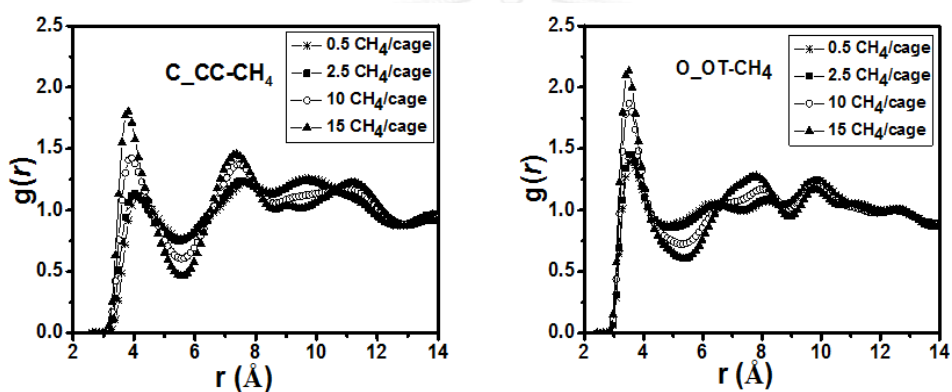 2.5
2.0
1.5
1.0
0.5
0.0
g(r)
C_CC-CH₄
0.5 CH₄/cage
2.5 CH₄/cage
10 CH₄/cage
15 CH₄/cage
2 4 6 8 10 12 14
r (Å)
2.5
2.0
1.5
1.0
0.5
0.0
g(r)
O_OT-CH₄
0.5 CH₄/cage
2.5 CH₄/cage
10 CH₄/cage
15 CH₄/cage
2 4 6 8 10 12 14
r (Å)